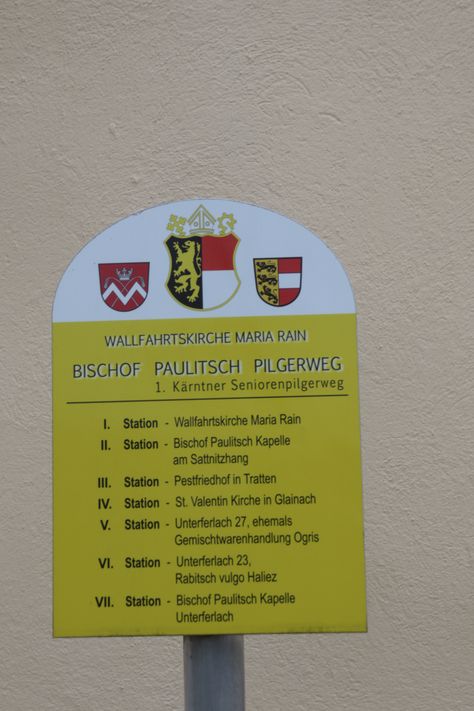 WALLFAHRTSKIRCHE MARIA RAIN
BISCHOF PAULITSCH PILGERWEG
1. Kärntner Seniorenpilgerweg
I. Station - Wallfahrtskirche Maria Rain
II. Station - Bischof Paulitsch Kapelle
am Sattnitzhang
III. Station - Pestfriedhof in Tratten
IV. Station - St. Valentin Kirche in Glainach
V. Station - Unterferlach 27, ehemals
Gemischtwarenhandlung Ogris
VI. Station - Unterferlach 23,
Rabitsch vulgo Haliez
VII. Station - Bischof Paulitsch Kapelle
Unterferlach